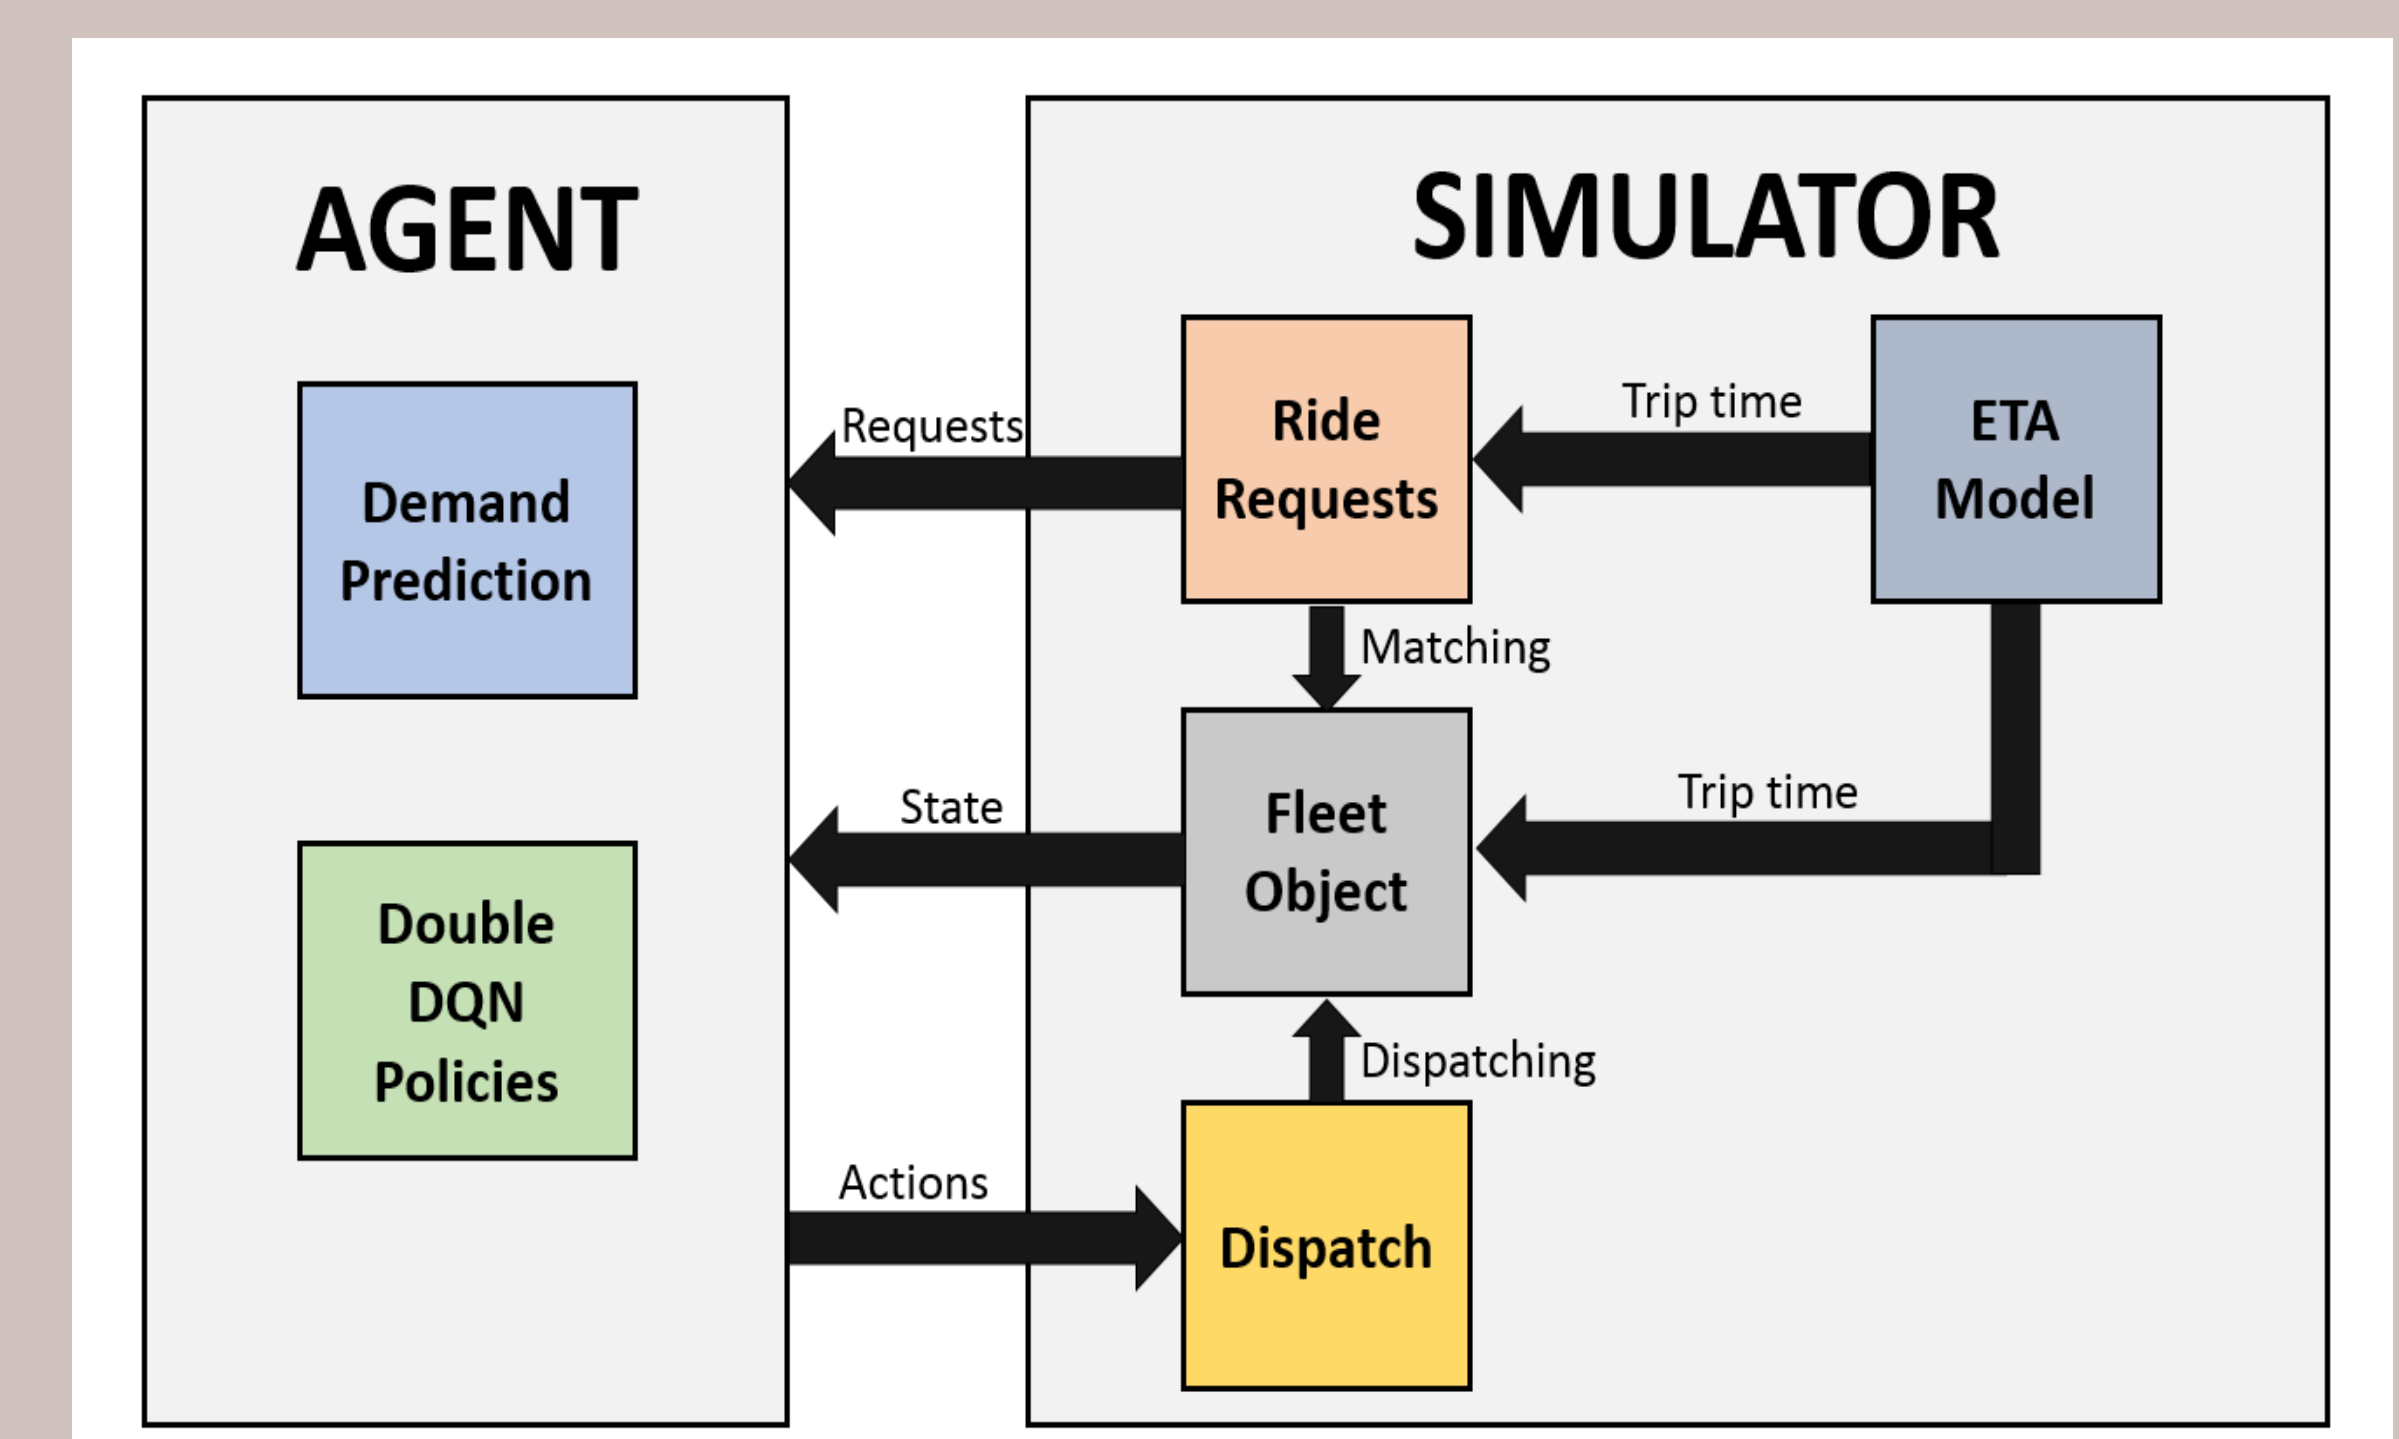 AGENT
Demand
Prediction
Double
DQN
Policies
Requests
State
Actions
SIMULATOR
Ride
Requests
Trip time
ETA
Model
Matching
Fleet
Object
Trip time
Dispatching
Dispatch